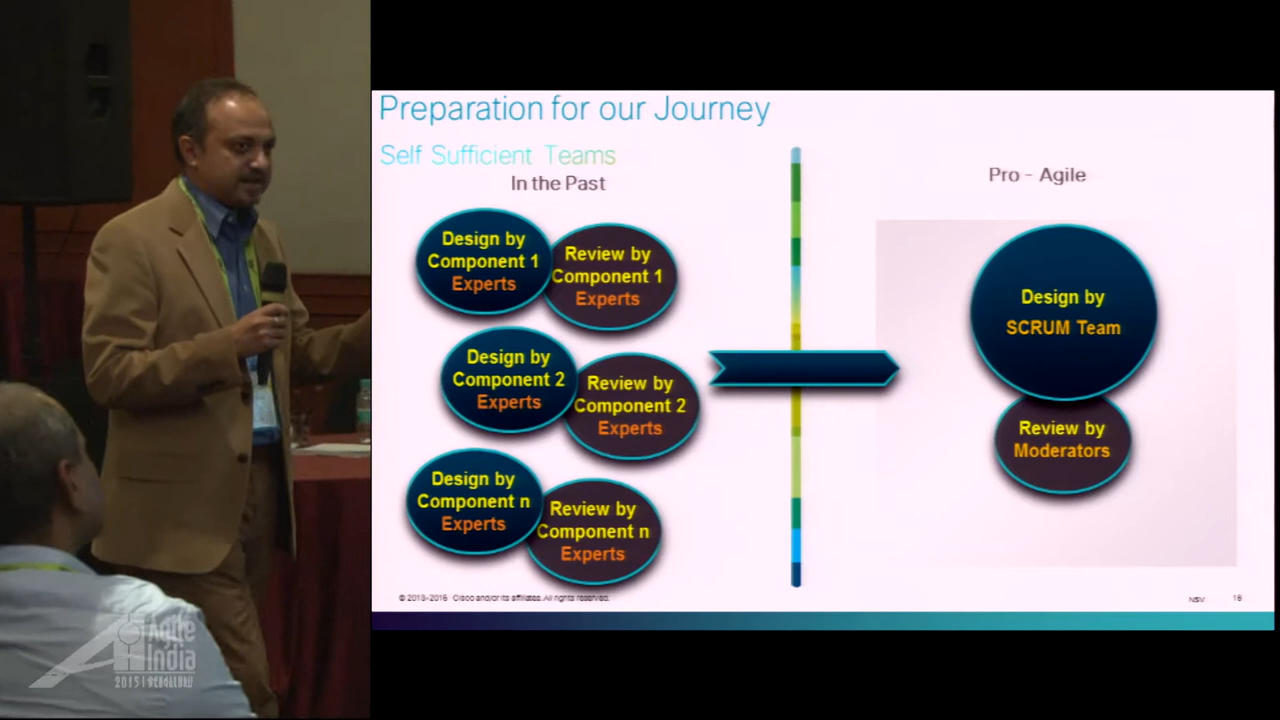 Preparation for our Journey
Self Sufficient Teams
In the Past
Design by
Component 1
Experts
Review by
Component 1
Experts
Design by
Component 2
Experts
Review by
Component 2
Experts
Design by
Component n
Experts
Review by
Component n
Experts
Pro - Agile
Design by
SCRUM Team
Review by
Moderators
© 2013-2016 Cisco and/or its affiliates. All rights reserved.
NSV
16
Agile
India
2015 | BENGALURU